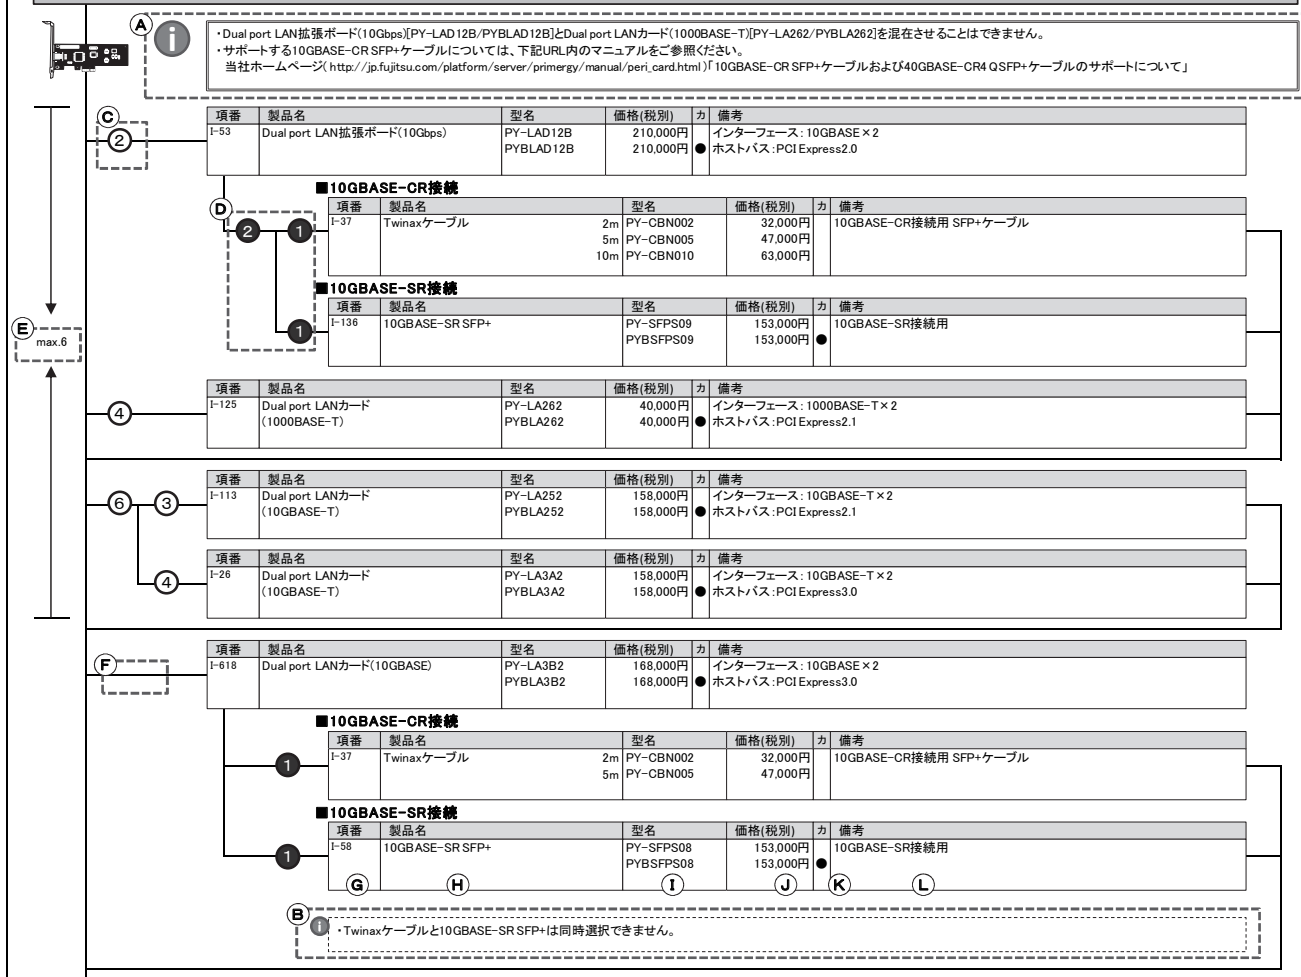 A
i
・Dual port LAN拡張ボード(10Gbps)[PY-LAD12B/PYBLAD12B]とDual port LANカード(1000BASE-T)[PY-LA262/PYBLA262]を混在させることはできません。
・サポートする10GBASE-CR SFP+ケーブルについては、下記URL内のマニュアルをご参照ください。
当社ホームページ( http://jp.fujitsu.com/platform/server/primergy/manual/peri_card.html )「10GBASE-CR SFP+ケーブルおよび40GBASE-CR4 QSFP+ケーブルのサポートについて」
C
②
項番 製品名 型名 価格(税別) カ 備考
I-53 Dual port LAN拡張ボード(10Gbps) PY-LAD12B 210,000円 インターフェース：10GBASE×2
PYBLAD12B 210,000円 ● ホストバス：PCI Express2.0
■10GBASE-CR接続
D
❷ ❶
項番 製品名 型名 価格(税別) カ 備考
I-37 Twinaxケーブル 2m PY-CBN002 32,000円 10GBASE-CR接続用 SFP+ケーブル
5m PY-CBN005 47,000円
10m PY-CBN010 63,000円
■10GBASE-SR接続
❶
項番 製品名 型名 価格(税別) カ 備考
I-136 10GBASE-SR SFP+ PY-SFPS09 153,000円 10GBASE-SR接続用
PYBSFPS09 153,000円 ●
E
max.6
④
項番 製品名 型名 価格(税別) カ 備考
I-125 Dual port LANカード PY-LA262 40,000円 インターフェース：1000BASE-T×2
(1000BASE-T) PYBLA262 40,000円 ● ホストバス：PCI Express2.1
⑥ ③
項番 製品名 型名 価格(税別) カ 備考
I-113 Dual port LANカード PY-LA252 158,000円 インターフェース：10GBASE-T×2
(10GBASE-T) PYBLA252 158,000円 ● ホストバス：PCI Express2.1
④
項番 製品名 型名 価格(税別) カ 備考
I-26 Dual port LANカード PY-LA3A2 158,000円 インターフェース：10GBASE-T×2
(10GBASE-T) PYBLA3A2 158,000円 ● ホストバス：PCI Express3.0
F
項番 製品名 型名 価格(税別) カ 備考
I-618 Dual port LANカード(10GBASE) PY-LA3B2 168,000円 インターフェース：10GBASE×2
PYBLA3B2 168,000円 ● ホストバス：PCI Express3.0
■10GBASE-CR接続
❶
項番 製品名 型名 価格(税別) カ 備考
I-37 Twinaxケーブル 2m PY-CBN002 32,000円 10GBASE-CR接続用 SFP+ケーブル
5m PY-CBN005 47,000円
■10GBASE-SR接続
❶
項番 製品名 型名 価格(税別) カ 備考
I-58 10GBASE-SR SFP+ PY-SFPS08 153,000円 10GBASE-SR接続用
PYBSFPS08 153,000円 ●
G H I J K L
B
i
・Twinaxケーブルと10GBASE-SR SFP+は同時選択できません。